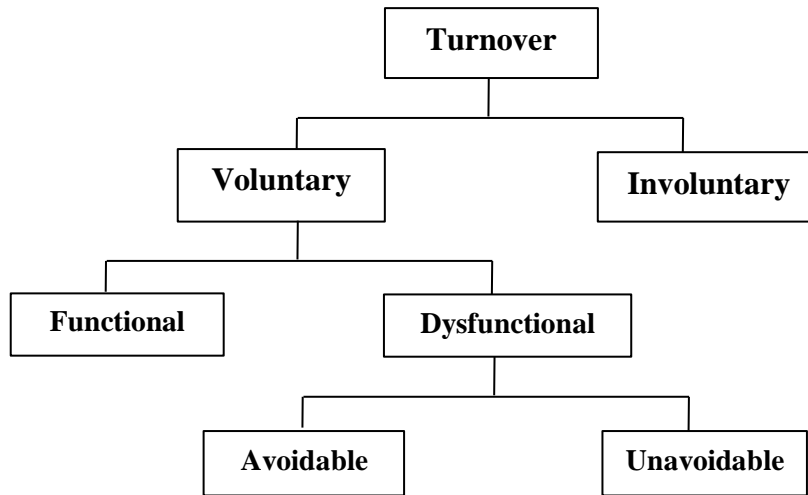 Turnover
Voluntary
Involuntary
Functional
Dysfunctional
Avoidable
Unavoidable